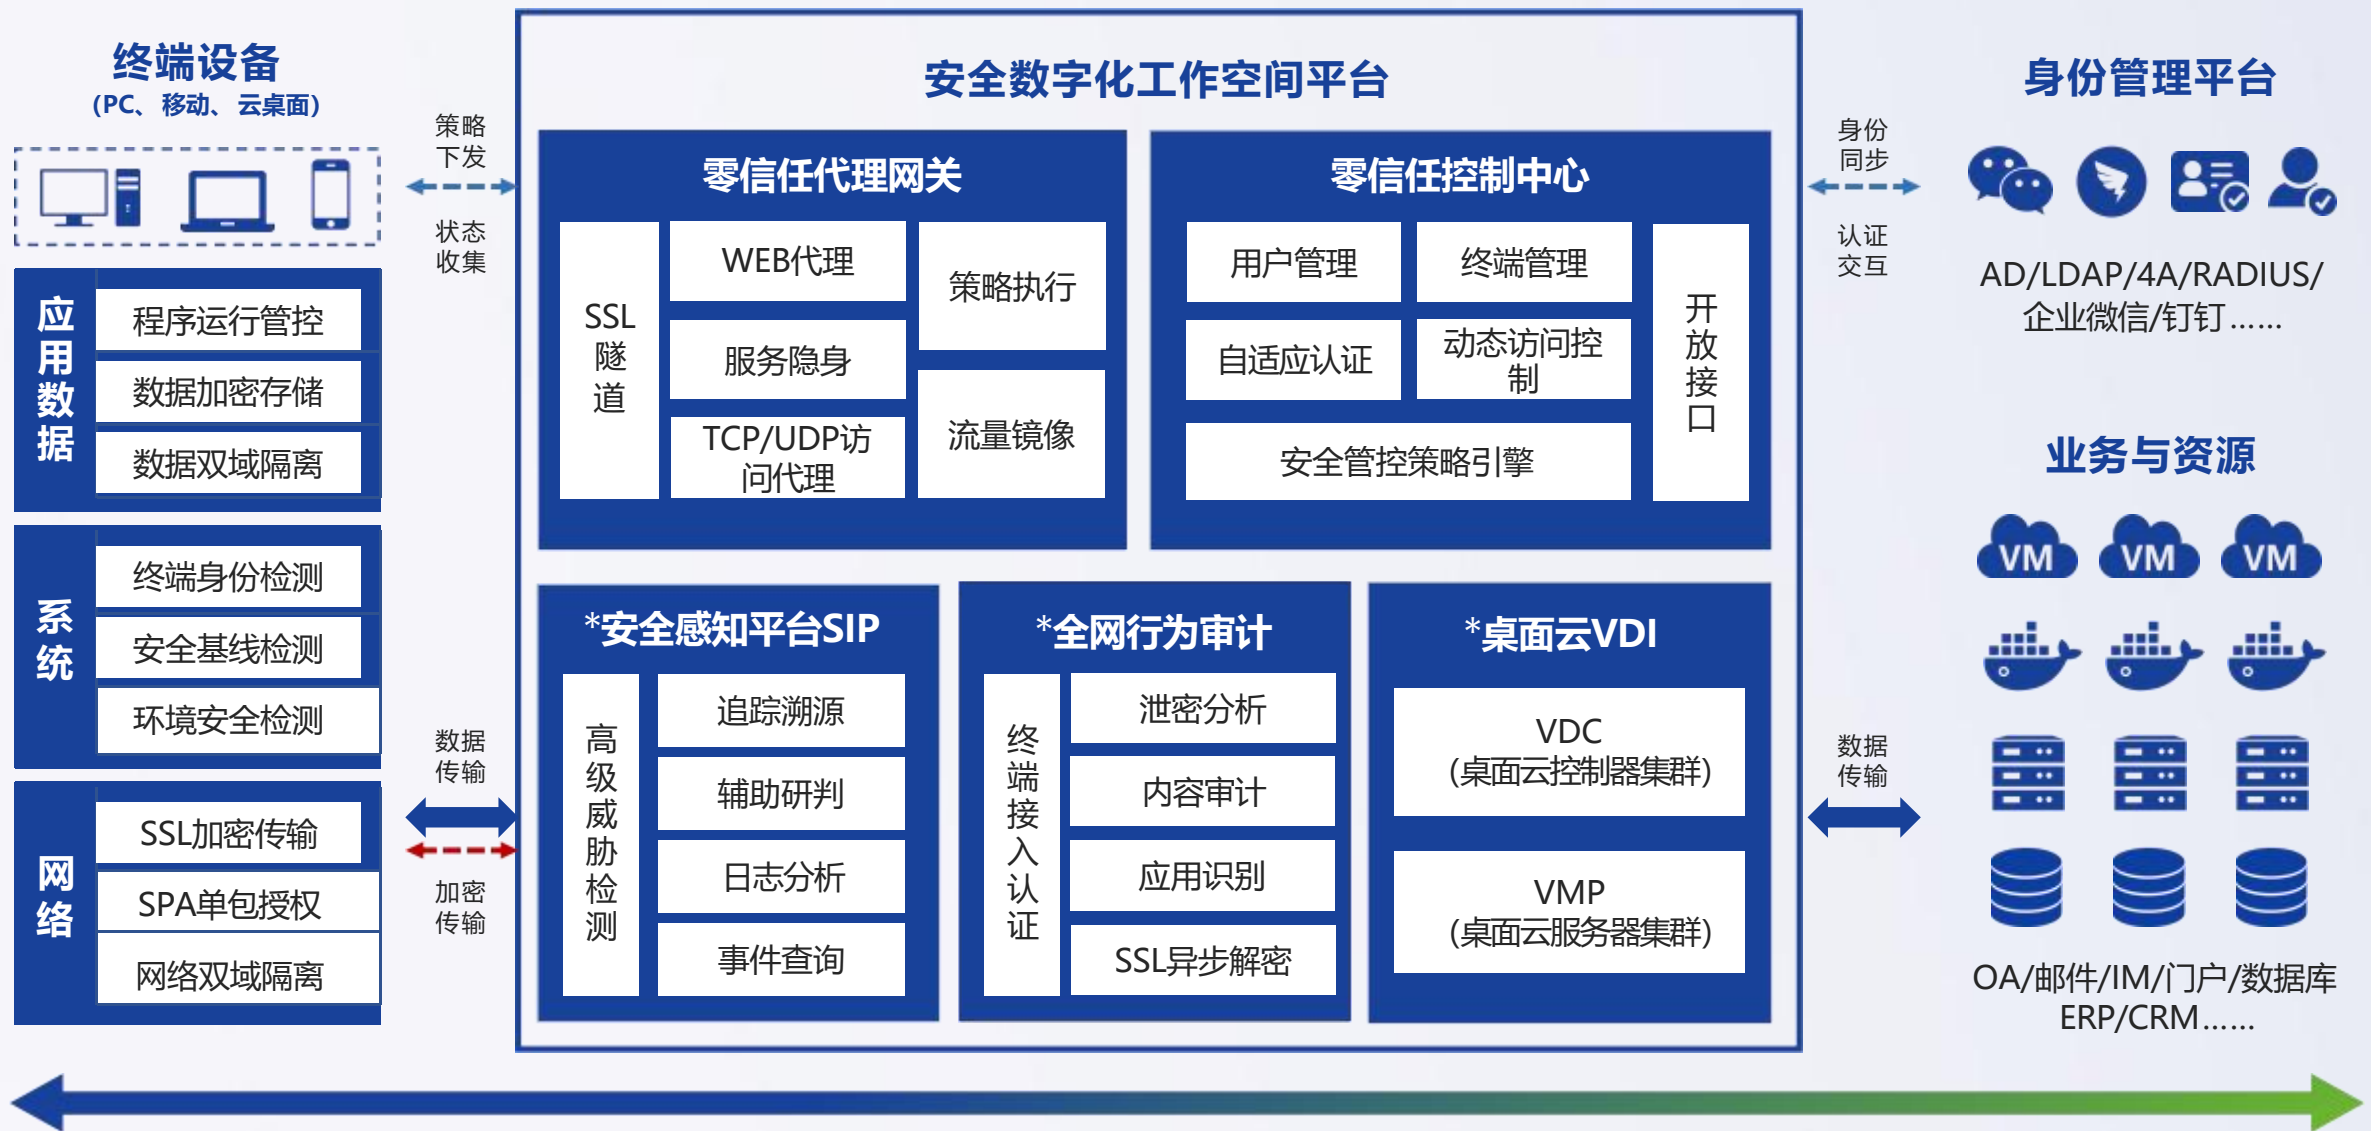 终端设备
（PC、移动、云桌面）
应用数据
程序运行管控
数据加密存储
数据双域隔离
系统
终端身份检测
安全基线检测
环境安全检测
网络
SSL加密传输
SPA单包授权
网络双域隔离
策略
下发
状态
收集
数据
传输
加密
传输
安全数字化工作空间平台
零信任代理网关
SSL
隧
道
WEB代理
服务隐身
TCP/UDP访
问代理
策略执行
流量镜像
零信任控制中心
用户管理
终端管理
自适应认证
动态访问控
制
安全管控策略引擎
开放接口
*安全感知平台SIP
高级威胁检测
追踪溯源
辅助研判
日志分析
事件查询
*全网行为审计
终端接入认证
泄密分析
内容审计
应用识别
SSL异步解密
*桌面云VDI
VDC
（桌面云控制器集群）
VMP
（桌面云服务器集群）
身份
同步
认证
交互
数据
传输
身份管理平台
AD/LDAP/4A/RADIUS/
企业微信/钉钉......
业务与资源
VM
VM
VM
OA/邮件/IM/门户/数据库
ERP/CRM......